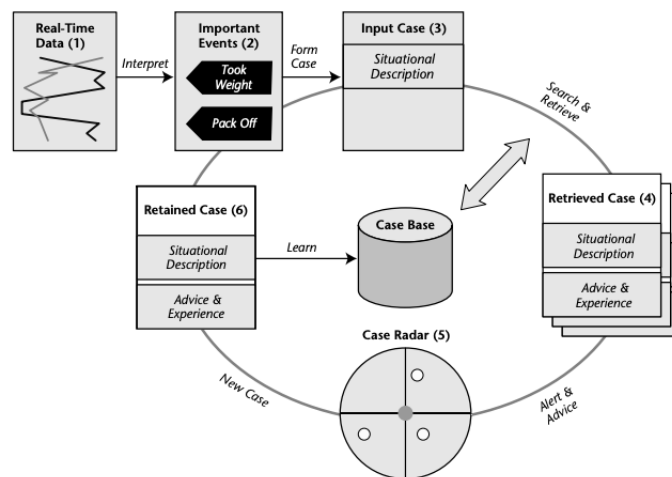 Real-Time
Data (1)
Interpret
Important
Events (2)
Took
Weight
Pack Off
Form
Case
Input Case (3)
Situational
Description
Search &
Retrieve
Retrieved Case (4)
Situational
Description
Advice &
Experience
Retained Case (6)
Situational
Description
Advice &
Experience
Learn
Case Base
Case Radar (5)
New Case
Alert &
Advice